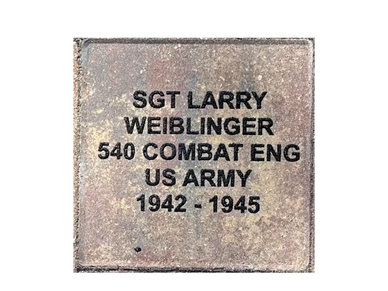 SGT LARRY
WEIBLINGER
540 COMBAT ENG
US ARMY
1942 - 1945